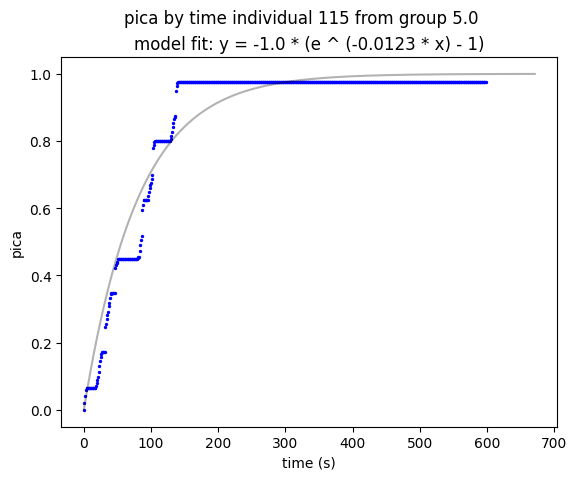 pica by time individual 115 from group 5.0
model fit: y = -1.0 * (e ^ (-0.0123 * x) - 1)
1.0
0.8
0.6
0.4
0.2
0.0
pica
0 100 200 300 400 500 600 700
time (s)